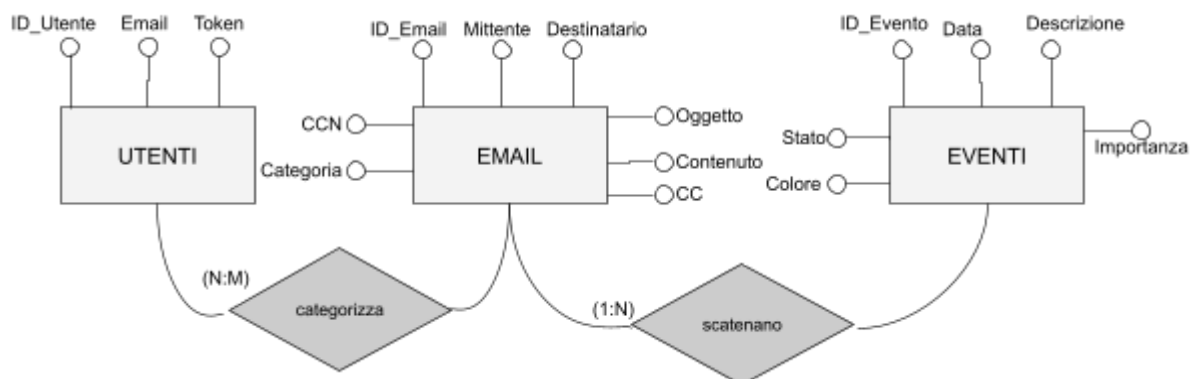 ID_Utente
Email
Token
UTENTI
ID_Email
Mittente
Destinatario
CCN
Categoria
EMAIL
Oggetto
Contenuto
CC
ID_Evento
Data
Descrizione
Stato
Colore
EVENTI
Importanza
(N:M)
categorizza
(1:N)
scatenano